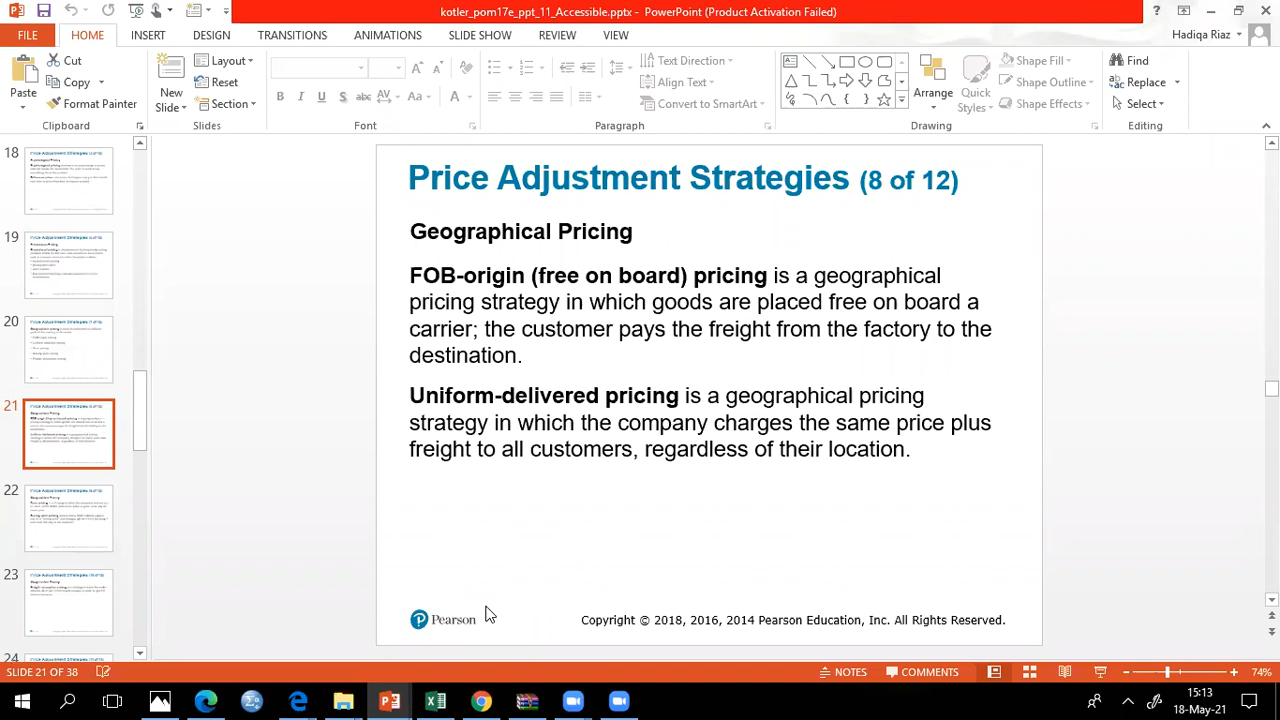 kotler_pom17e_ppt_11_Accessible.pptx - PowerPoint (Product Activation Failed)
FILE HOME INSERT DESIGN TRANSITIONS ANIMATIONS SLIDE SHOW REVIEW VIEW Hadiqa Riaz
Paste
Cut
Copy
Format Painter
Clipboard
New
Slide
Layout
Reset
Section
Slides
B I U S abc AV Aa A
Font
Text Direction
Align Text
Convert to SmartArt
Paragraph
Arrange
Quick
Styles
Shape Fill
Shape Outline
Shape Effects
Drawing
Find
Replace
Select
Editing
18
19
20
21
22
23
24
Price Adjustment Strategies (8 of 12)
Geographical Pricing
FOB-origin (free on board) pricing is a geographical
pricing strategy in which goods are placed free on board a
carrier; the customer pays the freight from the factory to the
destination.
Uniform-delivered pricing is a geographical pricing
strategy in which the company charges the same price plus
freight to all customers, regardless of their location.
Pearson
Copyright © 2018, 2016, 2014 Pearson Education, Inc. All Rights Reserved.
SLIDE 21 OF 38 NOTES COMMENTS 74%
15:13
18-May-21